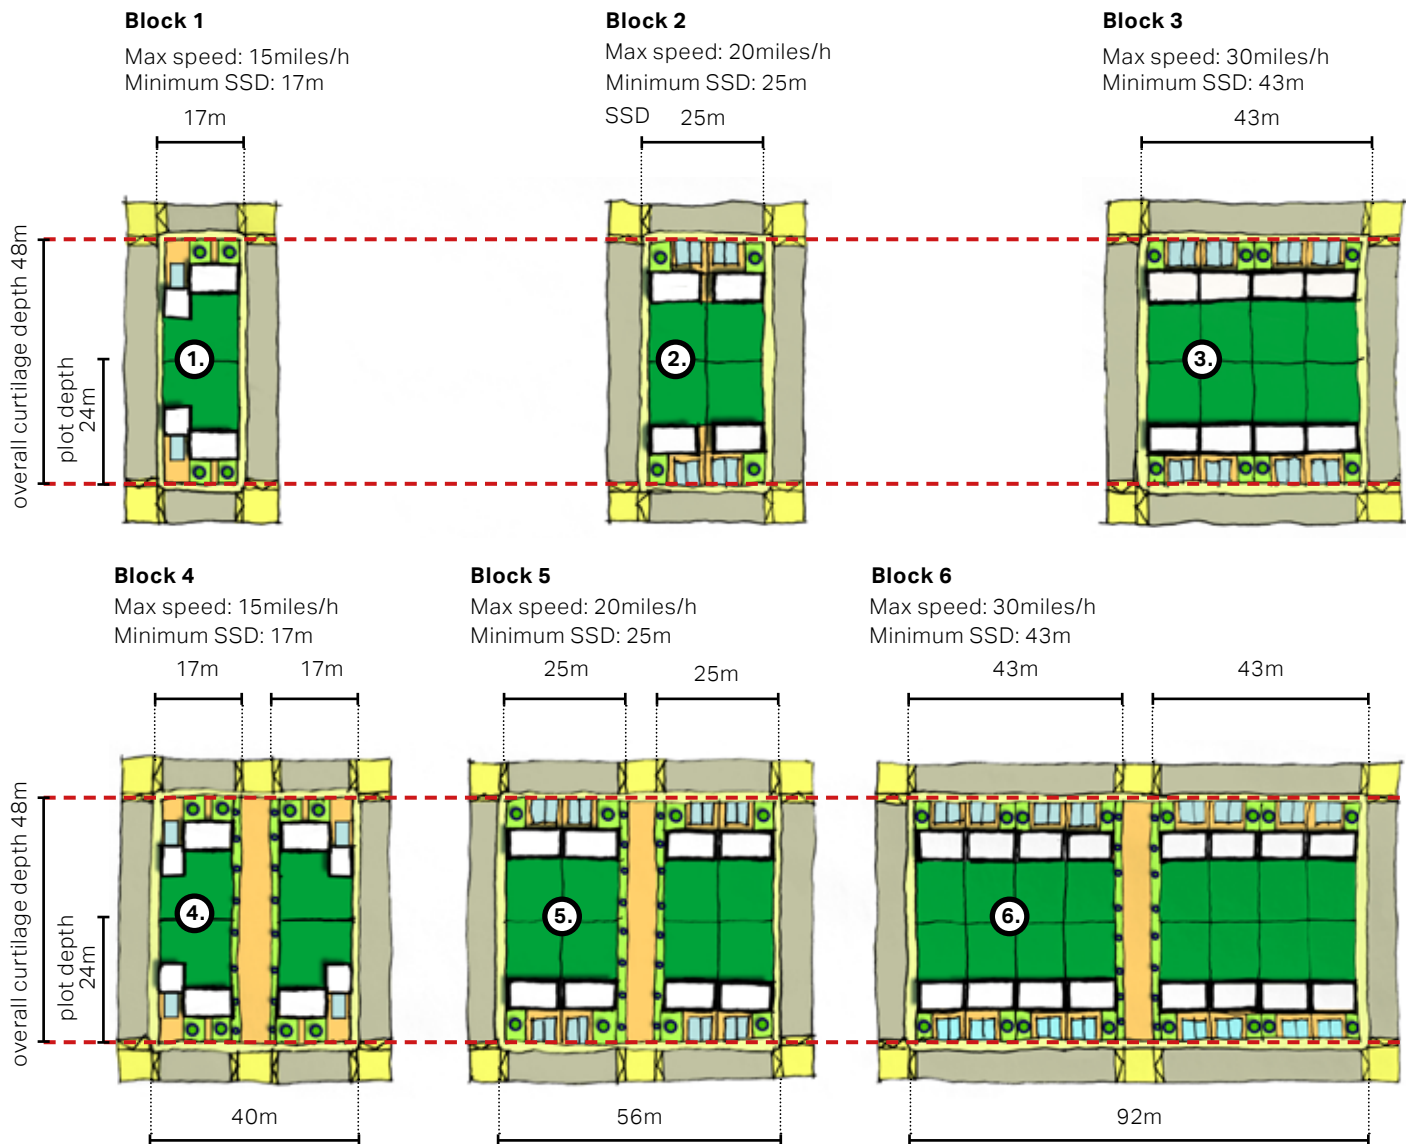 Block 1
Max speed: 15miles/h
Minimum SSD: 17m
17m
Block 2
Max speed: 20miles/h
Minimum SSD: 25m
SSD 25m
Block 3
Max speed: 30miles/h
Minimum SSD: 43m
43m
overall curtilage depth 48m
plot depth
24m
1.
2.
3.
Block 4
Max speed: 15miles/h
Minimum SSD: 17m
17m 17m
Block 5
Max speed: 20miles/h
Minimum SSD: 25m
25m 25m
Block 6
Max speed: 30miles/h
Minimum SSD: 43m
43m 43m
overall curtilage depth 48m
plot depth
24m
4.
5.
6.
40m
56m
92m